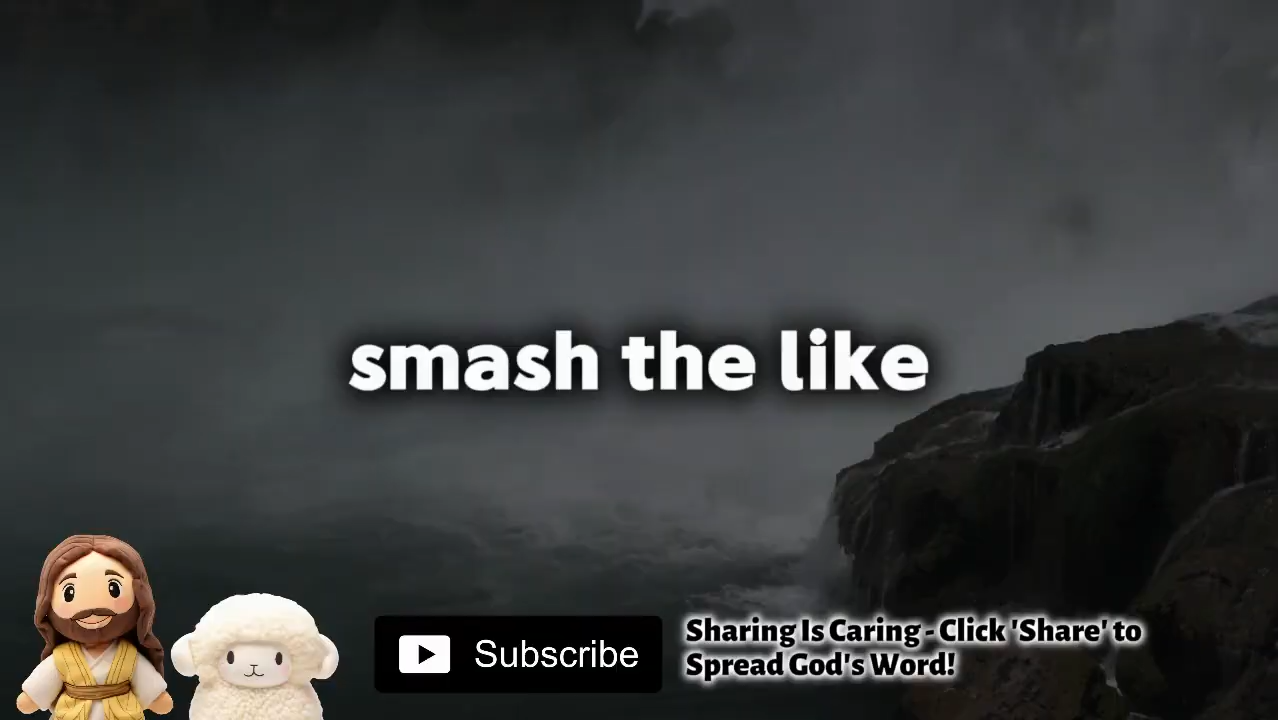 smash the like
Subscribe
Sharing Is Caring - Click 'Share' to
Spread God's Word!